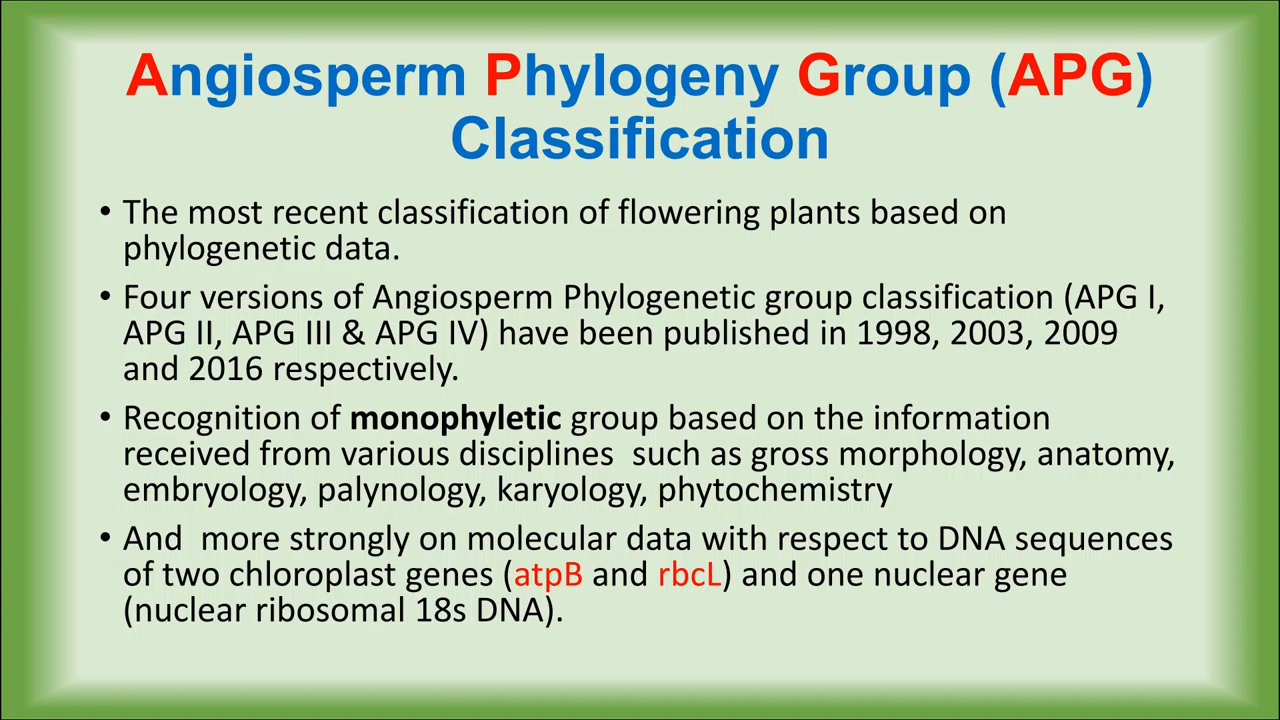 Angiosperm Phylogeny Group (APG)
Classification
• The most recent classification of flowering plants based on
phylogenetic data.
• Four versions of Angiosperm Phylogenetic group classification (APG I,
APG II, APG III & APG IV) have been published in 1998, 2003, 2009
and 2016 respectively.
• Recognition of monophyletic group based on the information
received from various disciplines  such as gross morphology, anatomy,
embryology, palynology, karyology, phytochemistry
• And  more strongly on molecular data with respect to DNA sequences
of two chloroplast genes (atpB and rbcL) and one nuclear gene
(nuclear ribosomal 18s DNA).